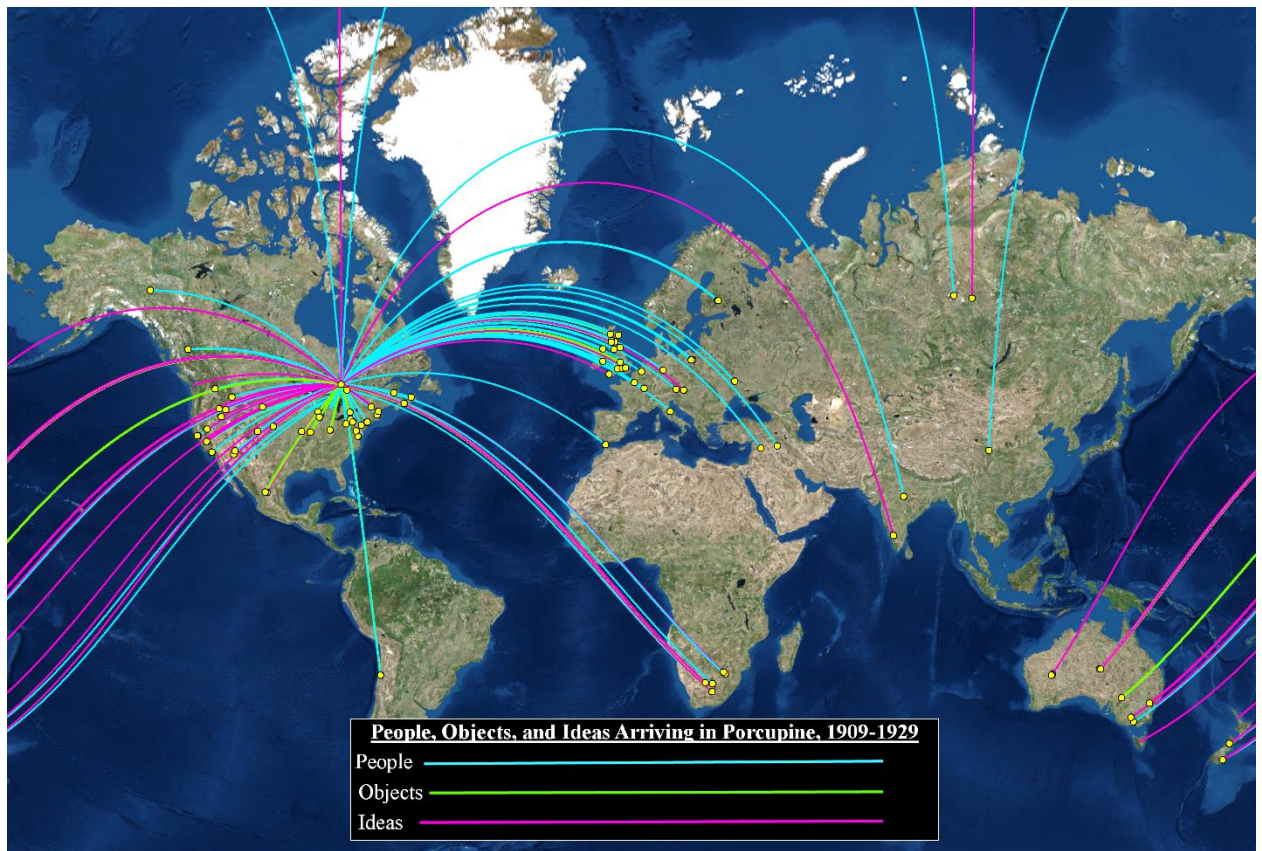 People, Objects, and Ideas Arriving in Porcupine, 1909-1929
People
Objects
Ideas